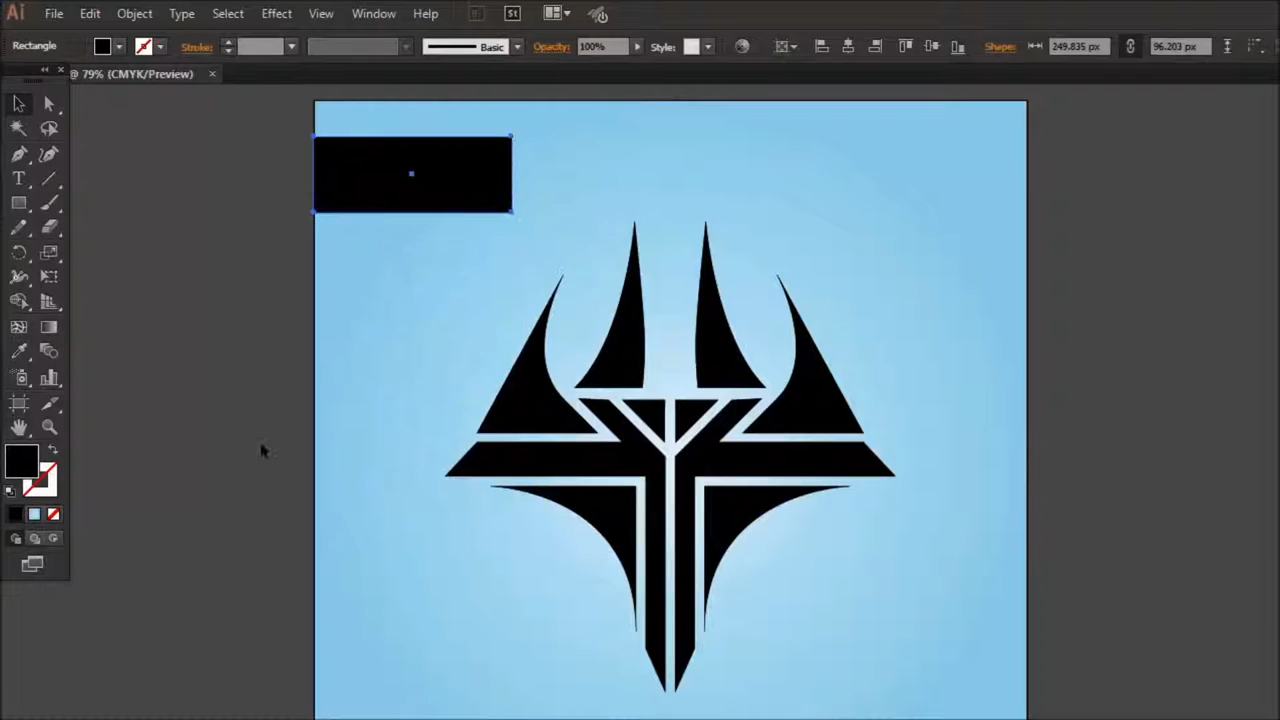 Ai File Edit Object Type Select Effect View Window Help Br St
Rectangle Stroke: Basic Opacity: 100% Style: Shape: 249.835 px 96.203 px
@ 79% (CMYK/Preview) ×
T